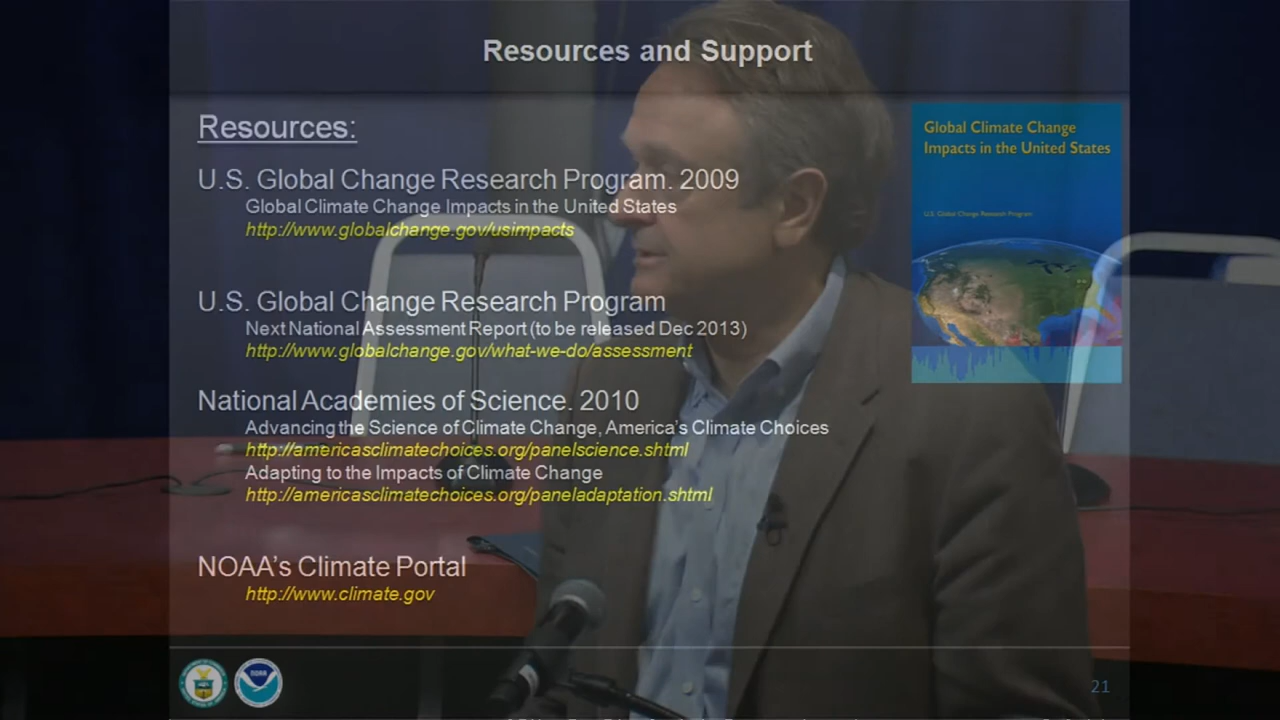 Resources and Support
Resources:
U.S. Global Change Research Program. 2009
Global Climate Change Impacts in the United States
http://www.globalchange.gov/usimpacts
U.S. Global Change Research Program
Next National Assessment Report (to be released Dec 2013)
http://www.globalchange.gov/what-we-do/assessment
National Academies of Science. 2010
Advancing the Science of Climate Change, America's Climate Choices
http://americasclimatechoices.org/panelscience.shtml
Adapting to the Impacts of Climate Change
http://americasclimatechoices.org/paneladaptation.shtml
NOAA's Climate Portal
http://www.climate.gov
Global Climate Change
Impacts in the United States
U.S. Global Change Research Program
NOAA
21